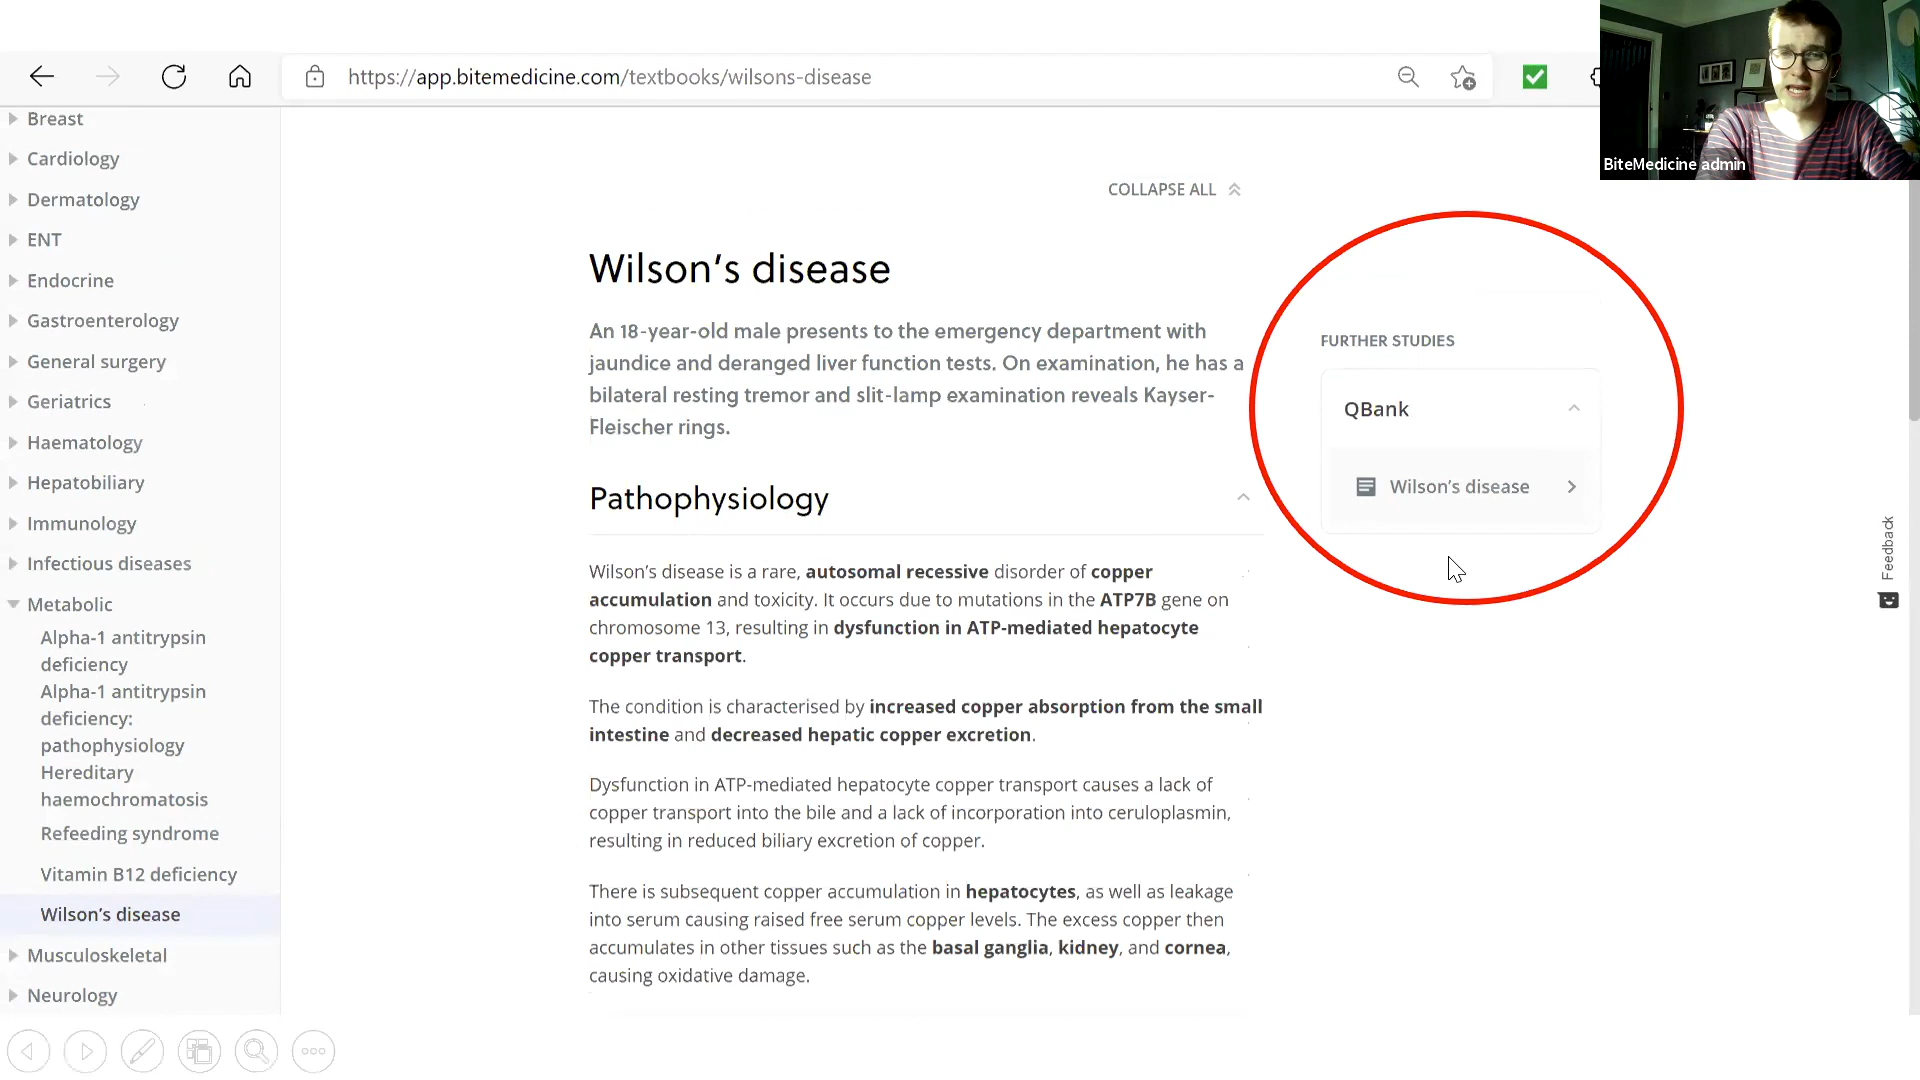 https://app.bitemedicine.com/textbooks/wilsons-disease
BiteMedicine admin
Breast
Cardiology
Dermatology
ENT
Endocrine
Gastroenterology
General surgery
Geriatrics
Haematology
Hepatobiliary
Immunology
Infectious diseases
Metabolic
Alpha-1 antitrypsin
deficiency
Alpha-1 antitrypsin
deficiency:
pathophysiology
Hereditary
haemochromatosis
Refeeding syndrome
Vitamin B12 deficiency
Wilson’s disease
Musculoskeletal
Neurology
COLLAPSE ALL
Wilson’s disease
An 18-year-old male presents to the emergency department with
jaundice and deranged liver function tests. On examination, he has a
bilateral resting tremor and slit-lamp examination reveals Kayser-
Fleischer rings.
Pathophysiology
Wilson’s disease is a rare, autosomal recessive disorder of copper
accumulation and toxicity. It occurs due to mutations in the ATP7B gene on
chromosome 13, resulting in dysfunction in ATP-mediated hepatocyte
copper transport.
The condition is characterised by increased copper absorption from the small
intestine and decreased hepatic copper excretion.
Dysfunction in ATP-mediated hepatocyte copper transport causes a lack of
copper transport into the bile and a lack of incorporation into ceruloplasmin,
resulting in reduced biliary excretion of copper.
There is subsequent copper accumulation in hepatocytes, as well as leakage
into serum causing raised free serum copper levels. The excess copper then
accumulates in other tissues such as the basal ganglia, kidney, and cornea,
causing oxidative damage.
FURTHER STUDIES
QBank
Wilson’s disease
Feedback